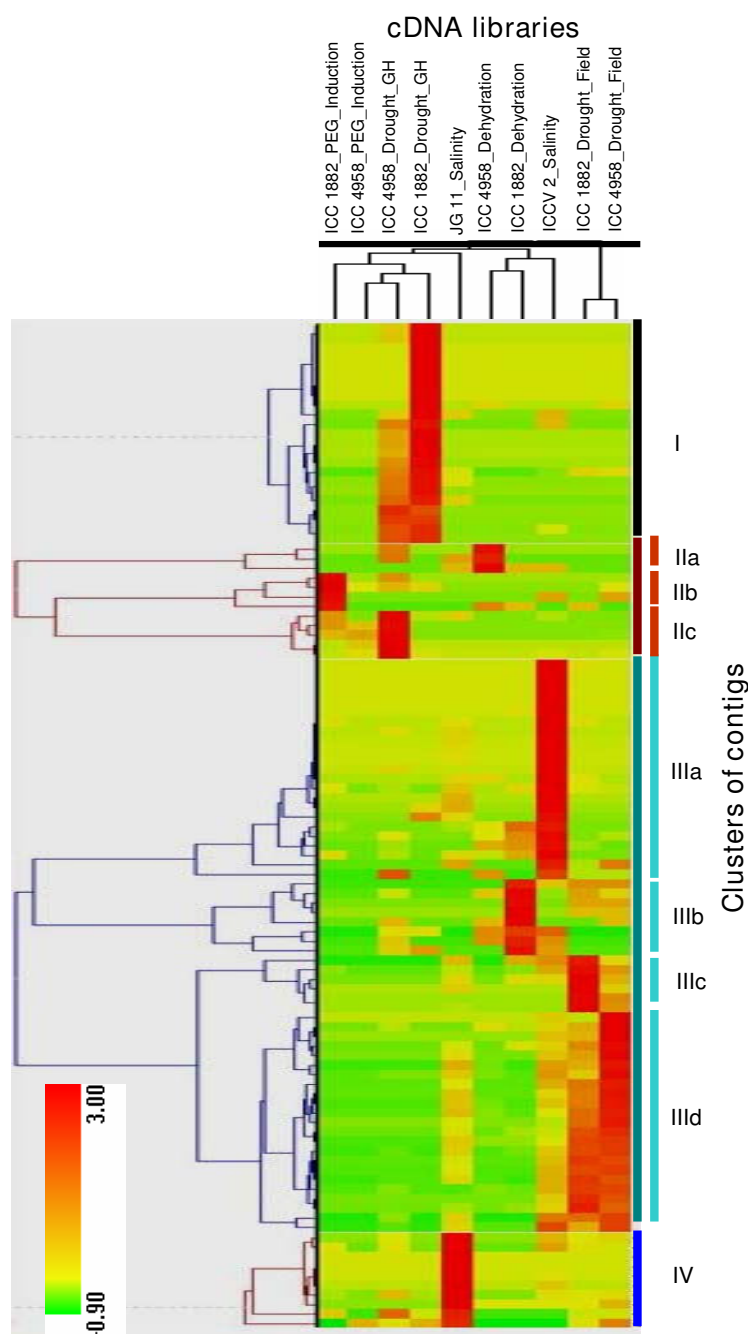 cDNA libraries
ICC 1882_PEG_Induction
ICC 4958_PEG_Induction
ICC 4958_Drought_GH
ICC 1882_Drought_GH
JG 11_Salinity
ICC 4958_Dehydration
ICC 1882_Dehydration
ICCV 2_Salinity
ICC 1882_Drought_Field
ICC 4958_Drought_Field
I
IIa
IIb
IIc
IIIa
IIIb
IIIc
IIId
IV
Clusters of contigs
3.00
-0.90